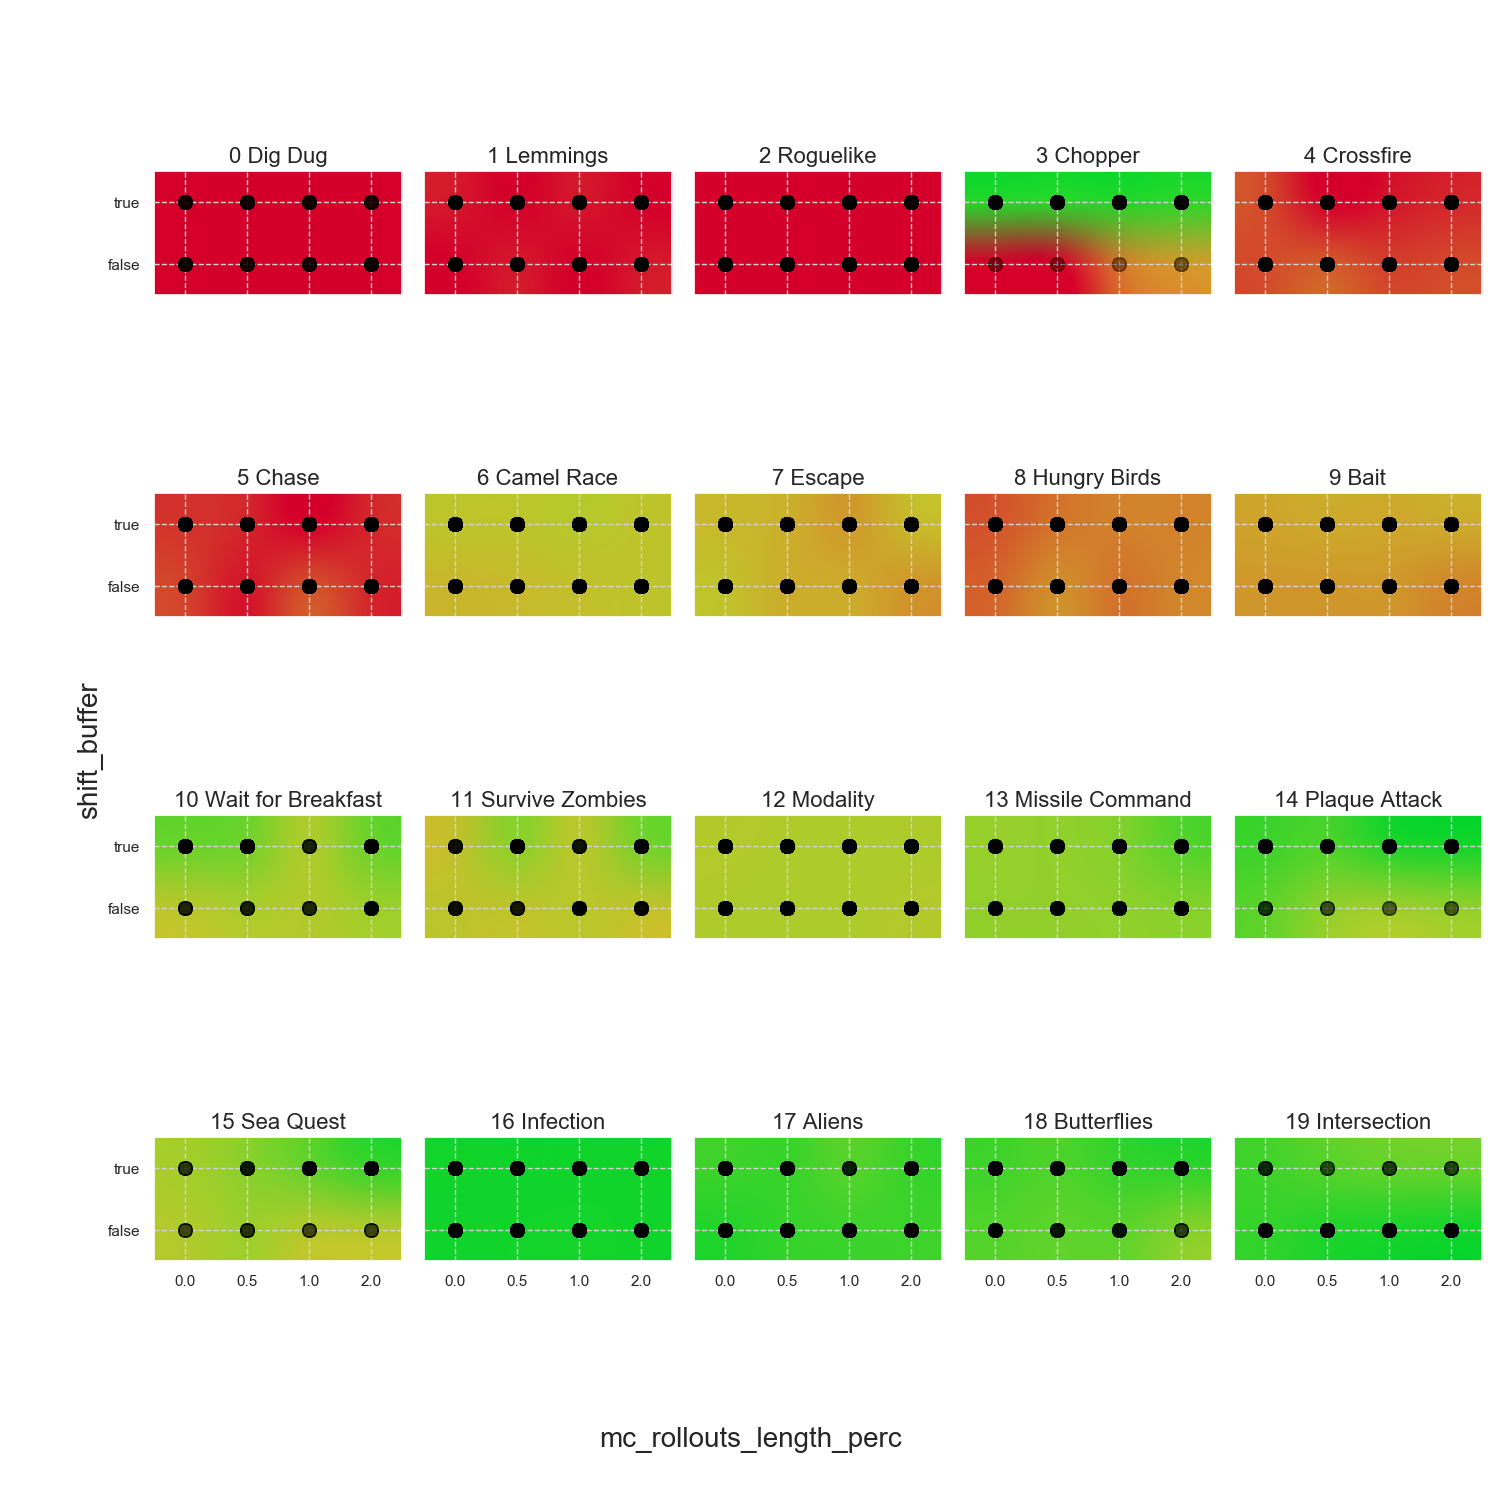 0 Dig Dug
1 Lemmings
2 Roguelike
3 Chopper
4 Crossfire
true
false
5 Chase
6 Camel Race
7 Escape
8 Hungry Birds
9 Bait
true
false
shift_buffer
10 Wait for Breakfast
11 Survive Zombies
12 Modality
13 Missile Command
14 Plaque Attack
true
false
15 Sea Quest
16 Infection
17 Aliens
18 Butterflies
19 Intersection
true
false
0.0 0.5 1.0 2.0
0.0 0.5 1.0 2.0
0.0 0.5 1.0 2.0
0.0 0.5 1.0 2.0
0.0 0.5 1.0 2.0
mc_rollouts_length_perc